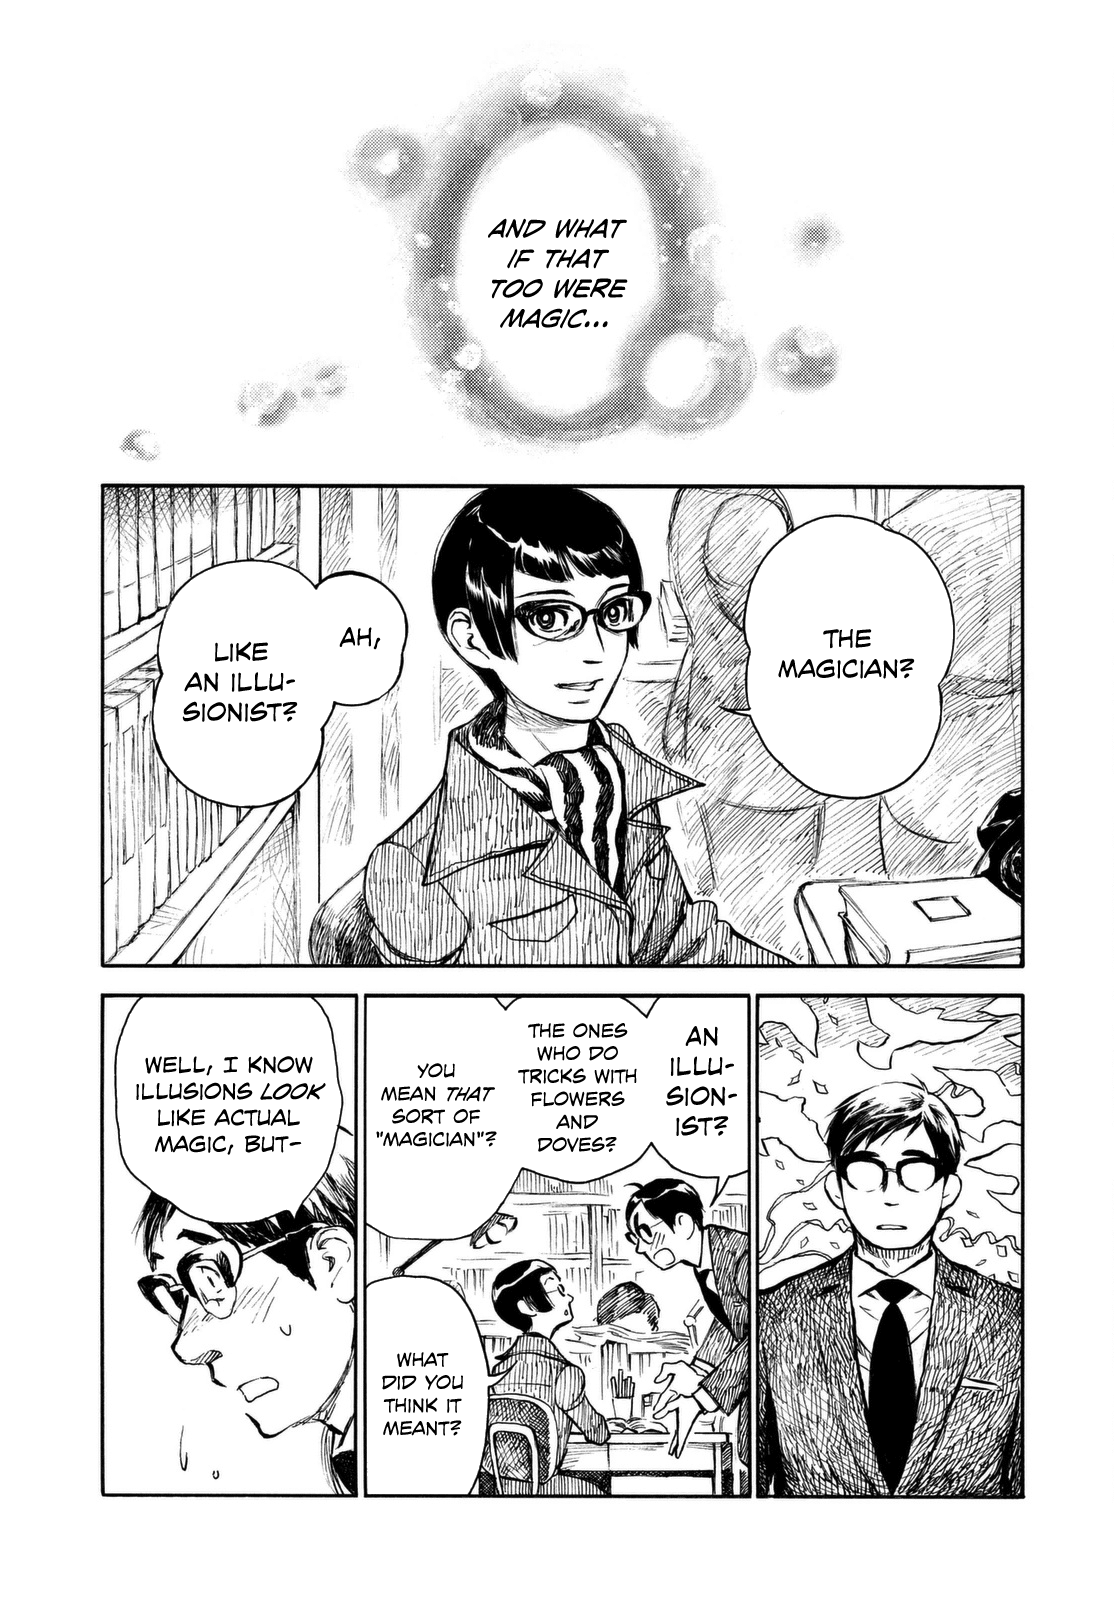 AND WHAT
IF THAT
TOO WERE
MAGIC...
THE
MAGICIAN?
AH,
LIKE
AN ILLU-
SIONIST?
AN
ILLU-
SION-
IST?
THE ONES
WHO DO
TRICKS WITH
FLOWERS
AND
DOVES?
YOU
MEAN THAT
SORT OF
"MAGICIAN"?
WHAT
DID YOU
THINK IT
MEANT?
WELL, I KNOW
ILLUSIONS LOOK
LIKE ACTUAL
MAGIC, BUT-